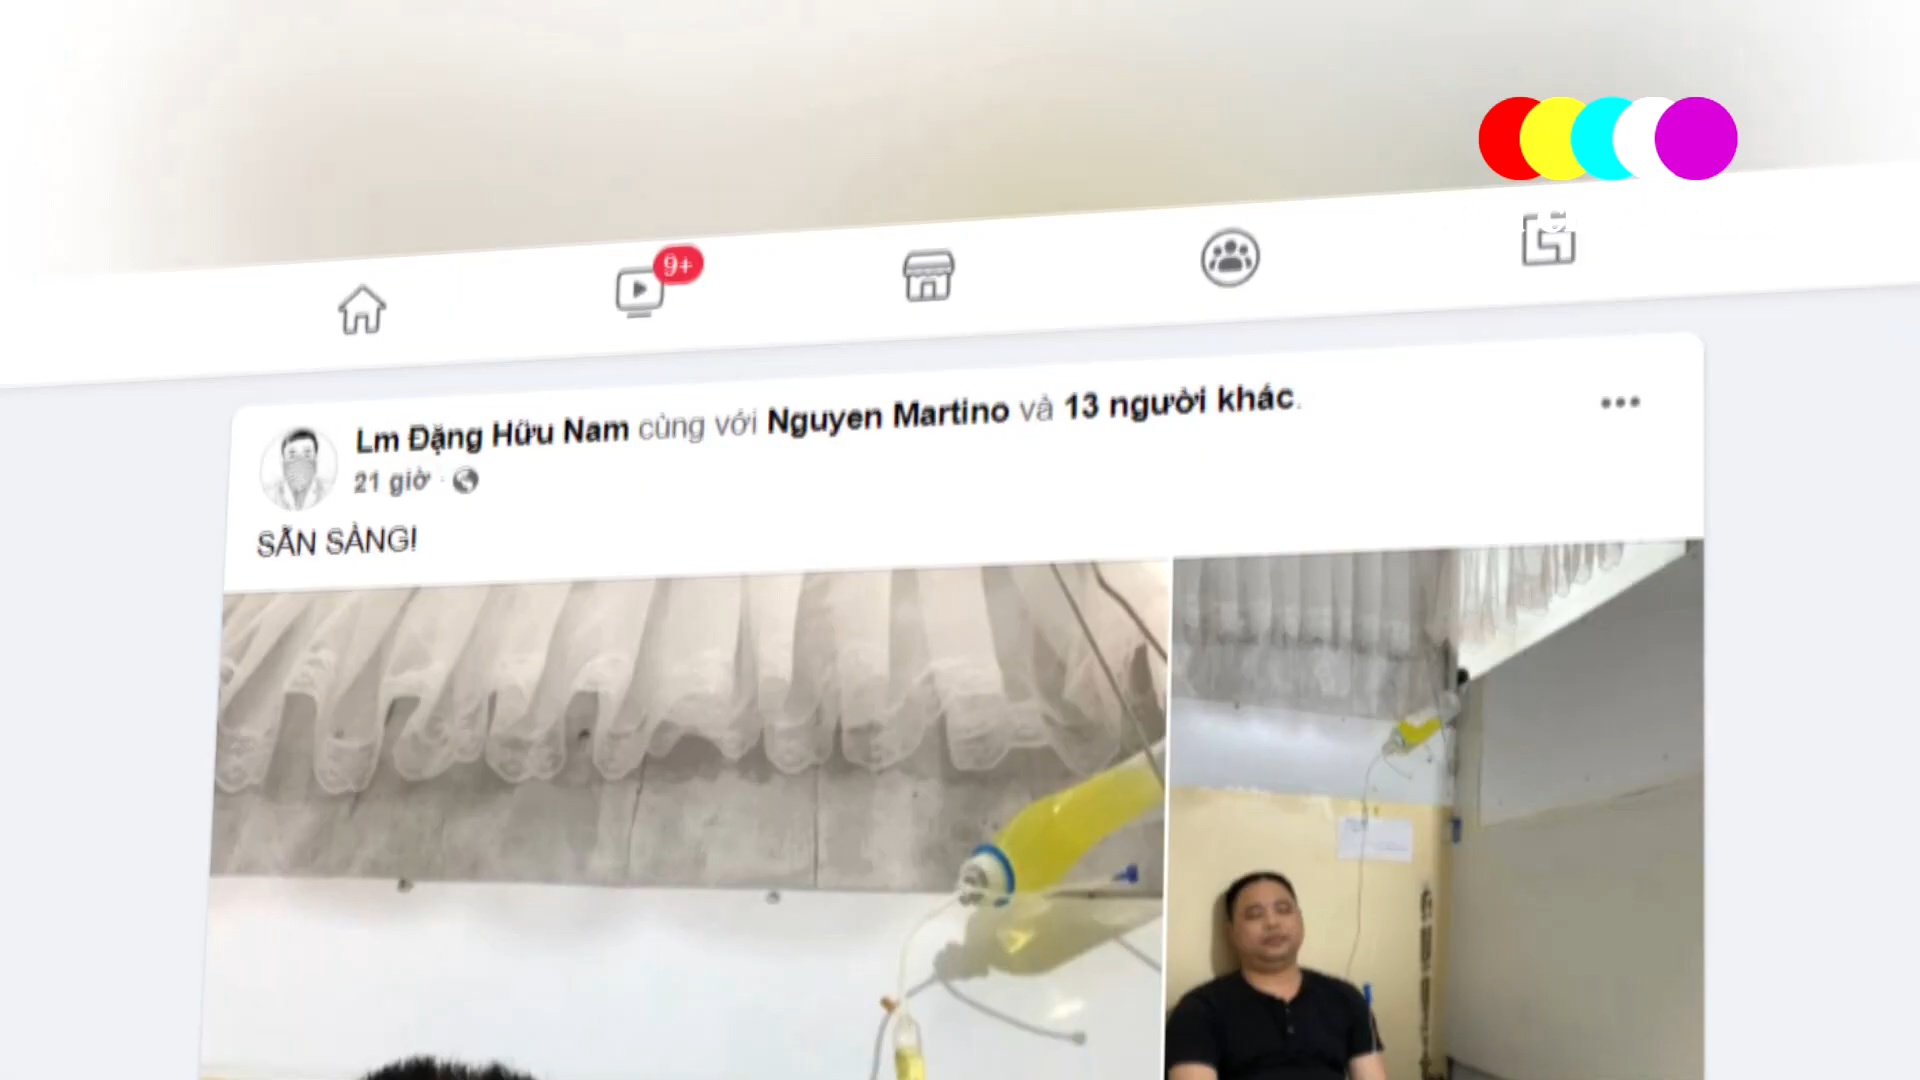 9+
Lm Đặng Hữu Nam cùng với Nguyen Martino và 13 người khác.
21 giờ ·
SẴN SÀNG!